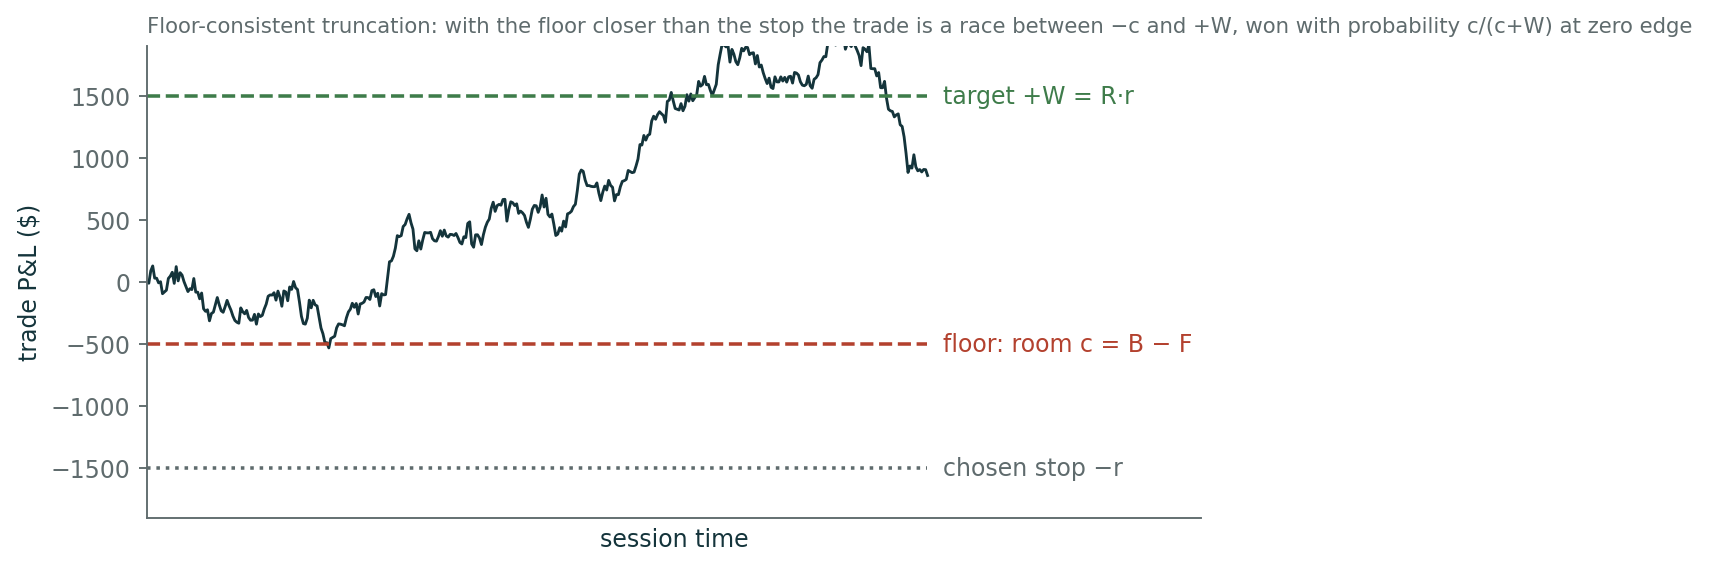 Floor-consistent truncation: with the floor closer than the stop the trade is a race between −c and +W, won with probability c/(c+W) at zero edge
trade P&L ($)
1500
1000
500
0
−500
−1000
−1500
target +W = R·r
floor: room c = B − F
chosen stop −r
session time